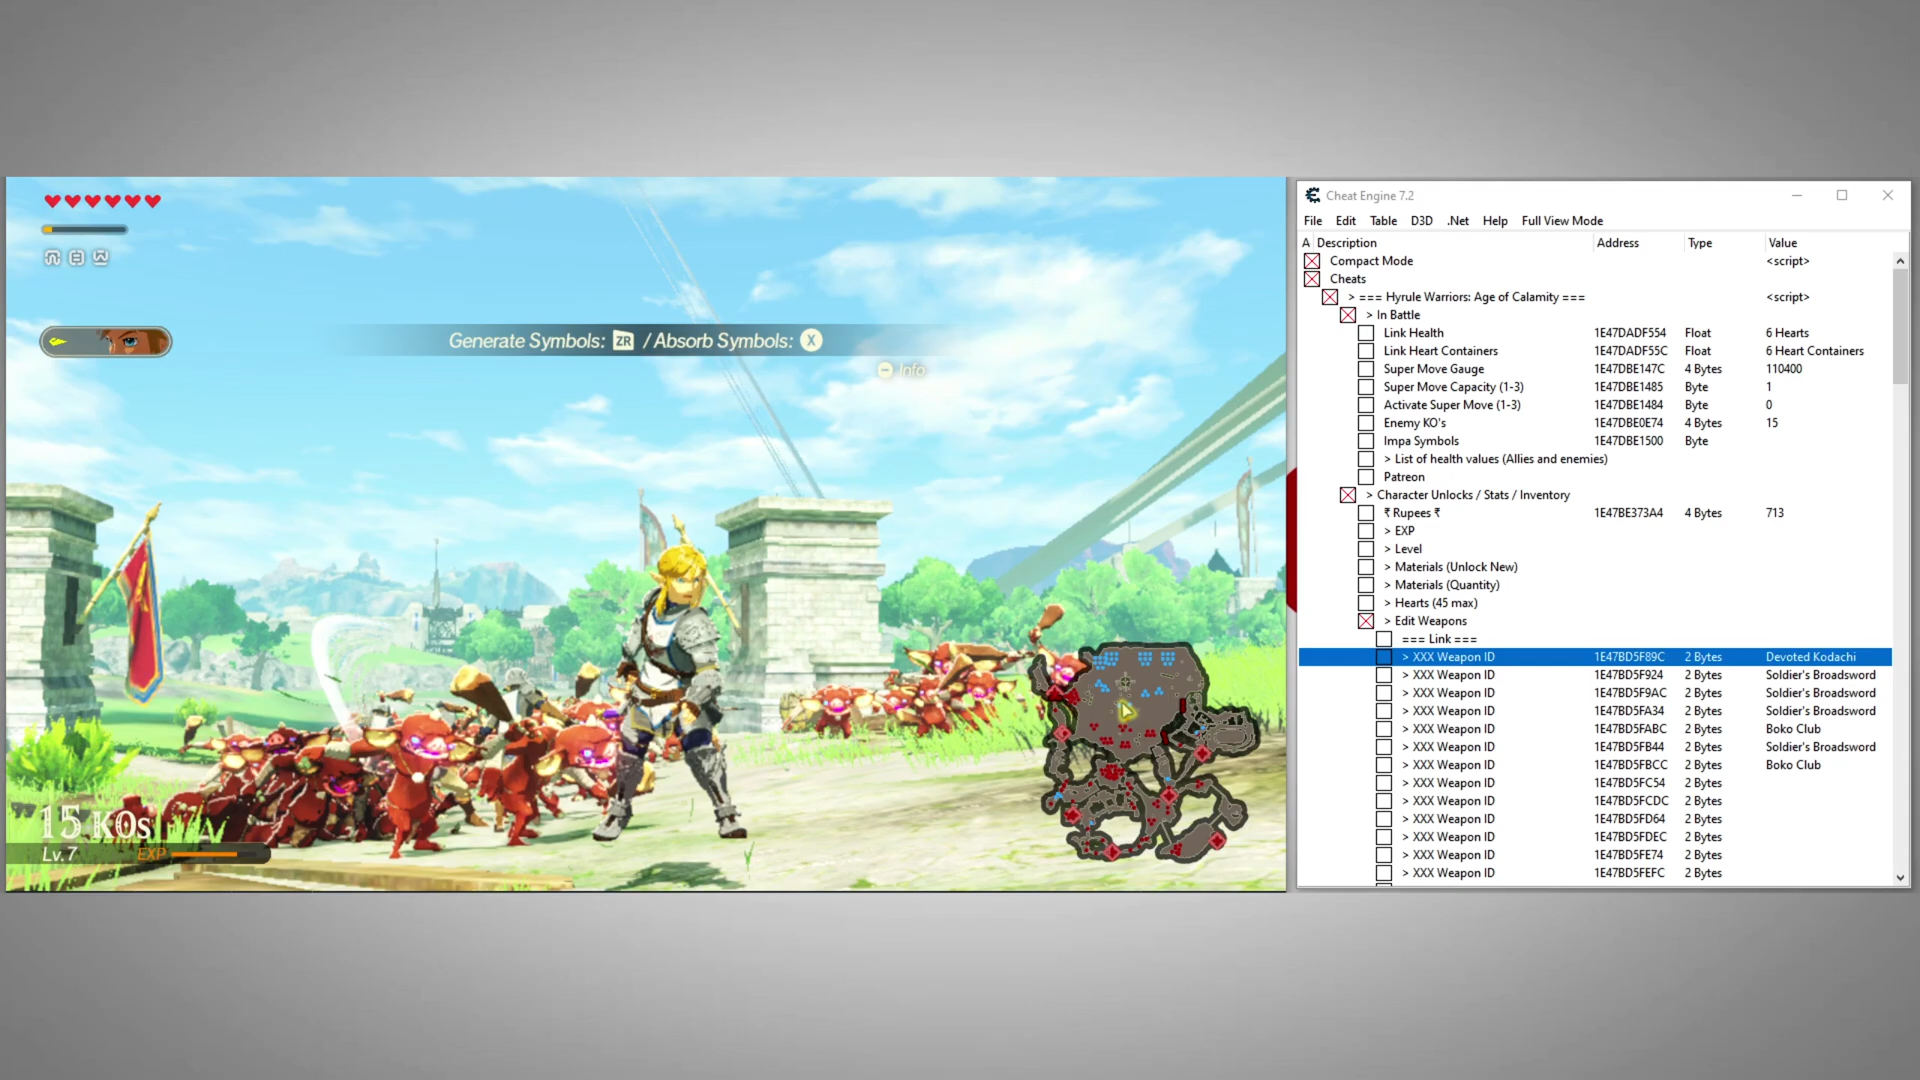 Generate Symbols: ZR / Absorb Symbols: X
Info
15 KOs
Lv.7 EXP
Cheat Engine 7.2
File Edit Table D3D .Net Help Full View Mode
A Description Address Type Value
Compact Mode <script>
Cheats
> === Hyrule Warriors: Age of Calamity === <script>
> In Battle
Link Health 1E47DADF554 Float 6 Hearts
Link Heart Containers 1E47DADF55C Float 6 Heart Containers
Super Move Gauge 1E47DBE147C 4 Bytes 110400
Super Move Capacity (1-3) 1E47DBE1485 Byte 1
Activate Super Move (1-3) 1E47DBE1484 Byte 0
Enemy KO's 1E47DBE0E74 4 Bytes 15
Impa Symbols 1E47DBE1500 Byte
> List of health values (Allies and enemies)
Patreon
> Character Unlocks / Stats / Inventory
₹ Rupees ₹ 1E47BE373A4 4 Bytes 713
> EXP
> Level
> Materials (Unlock New)
> Materials (Quantity)
> Hearts (45 max)
> Edit Weapons
=== Link ===
> XXX Weapon ID 1E47BD5F89C 2 Bytes Devoted Kodachi
> XXX Weapon ID 1E47BD5F924 2 Bytes Soldier's Broadsword
> XXX Weapon ID 1E47BD5F9AC 2 Bytes Soldier's Broadsword
> XXX Weapon ID 1E47BD5FA34 2 Bytes Soldier's Broadsword
> XXX Weapon ID 1E47BD5FABC 2 Bytes Boko Club
> XXX Weapon ID 1E47BD5FB44 2 Bytes Soldier's Broadsword
> XXX Weapon ID 1E47BD5FBCC 2 Bytes Boko Club
> XXX Weapon ID 1E47BD5FC54 2 Bytes
> XXX Weapon ID 1E47BD5FCDC 2 Bytes
> XXX Weapon ID 1E47BD5FD64 2 Bytes
> XXX Weapon ID 1E47BD5FDEC 2 Bytes
> XXX Weapon ID 1E47BD5FE74 2 Bytes
> XXX Weapon ID 1E47BD5FEFC 2 Bytes